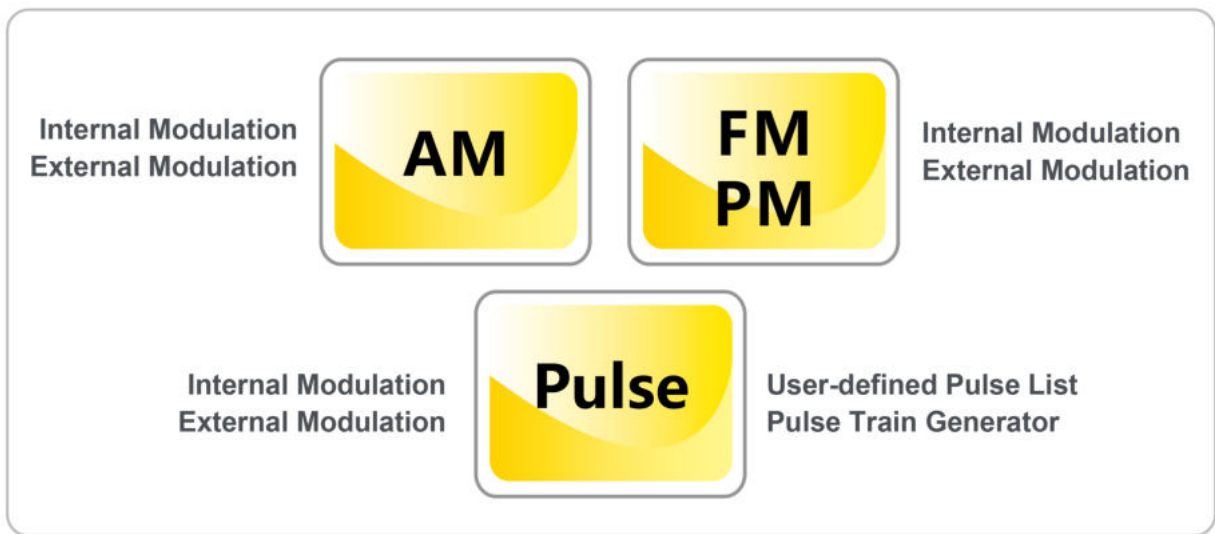 Internal Modulation
External Modulation
AM
FM
PM
Internal Modulation
External Modulation
Internal Modulation
External Modulation
Pulse
User-defined Pulse List
Pulse Train Generator